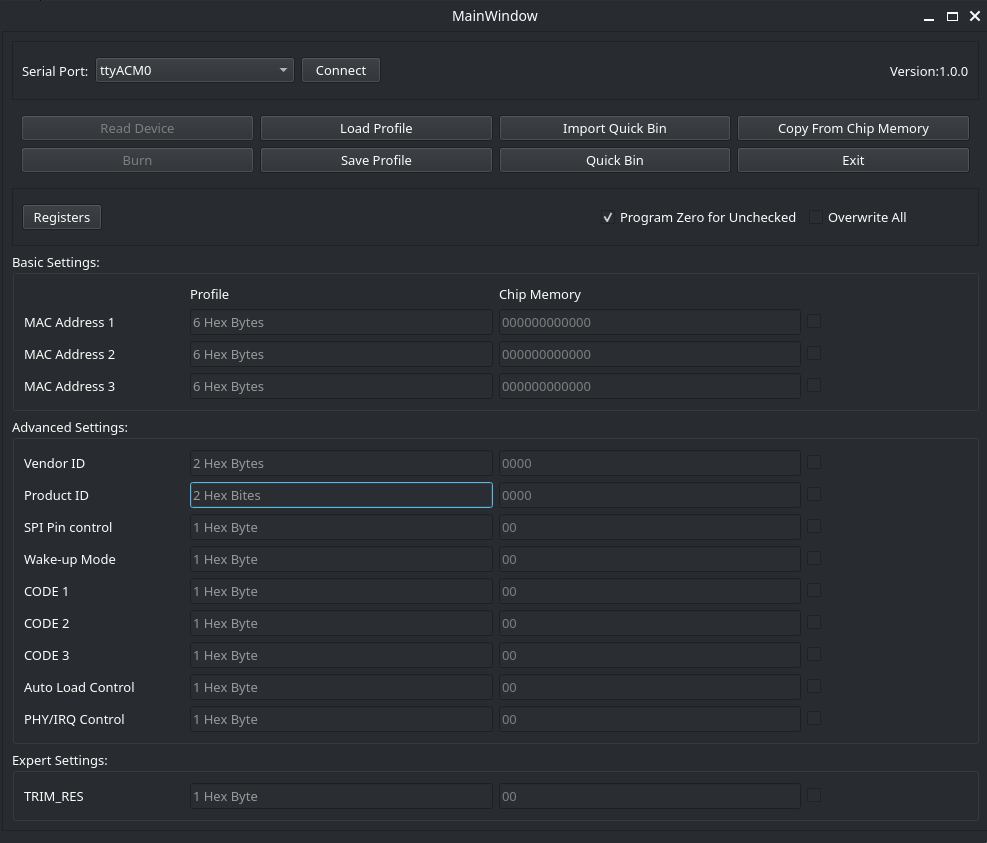 MainWindow
Serial Port: ttyACM0 Connect Version:1.0.0
Read Device Load Profile Import Quick Bin Copy From Chip Memory
Burn Save Profile Quick Bin Exit
Registers Program Zero for Unchecked Overwrite All
Basic Settings:
Profile Chip Memory
MAC Address 1 6 Hex Bytes 000000000000
MAC Address 2 6 Hex Bytes 000000000000
MAC Address 3 6 Hex Bytes 000000000000
Advanced Settings:
Vendor ID 2 Hex Bytes 0000
Product ID 2 Hex Bites 0000
SPI Pin control 1 Hex Byte 00
Wake-up Mode 1 Hex Byte 00
CODE 1 1 Hex Byte 00
CODE 2 1 Hex Byte 00
CODE 3 1 Hex Byte 00
Auto Load Control 1 Hex Byte 00
PHY/IRQ Control 1 Hex Byte 00
Expert Settings:
TRIM_RES 1 Hex Byte 00